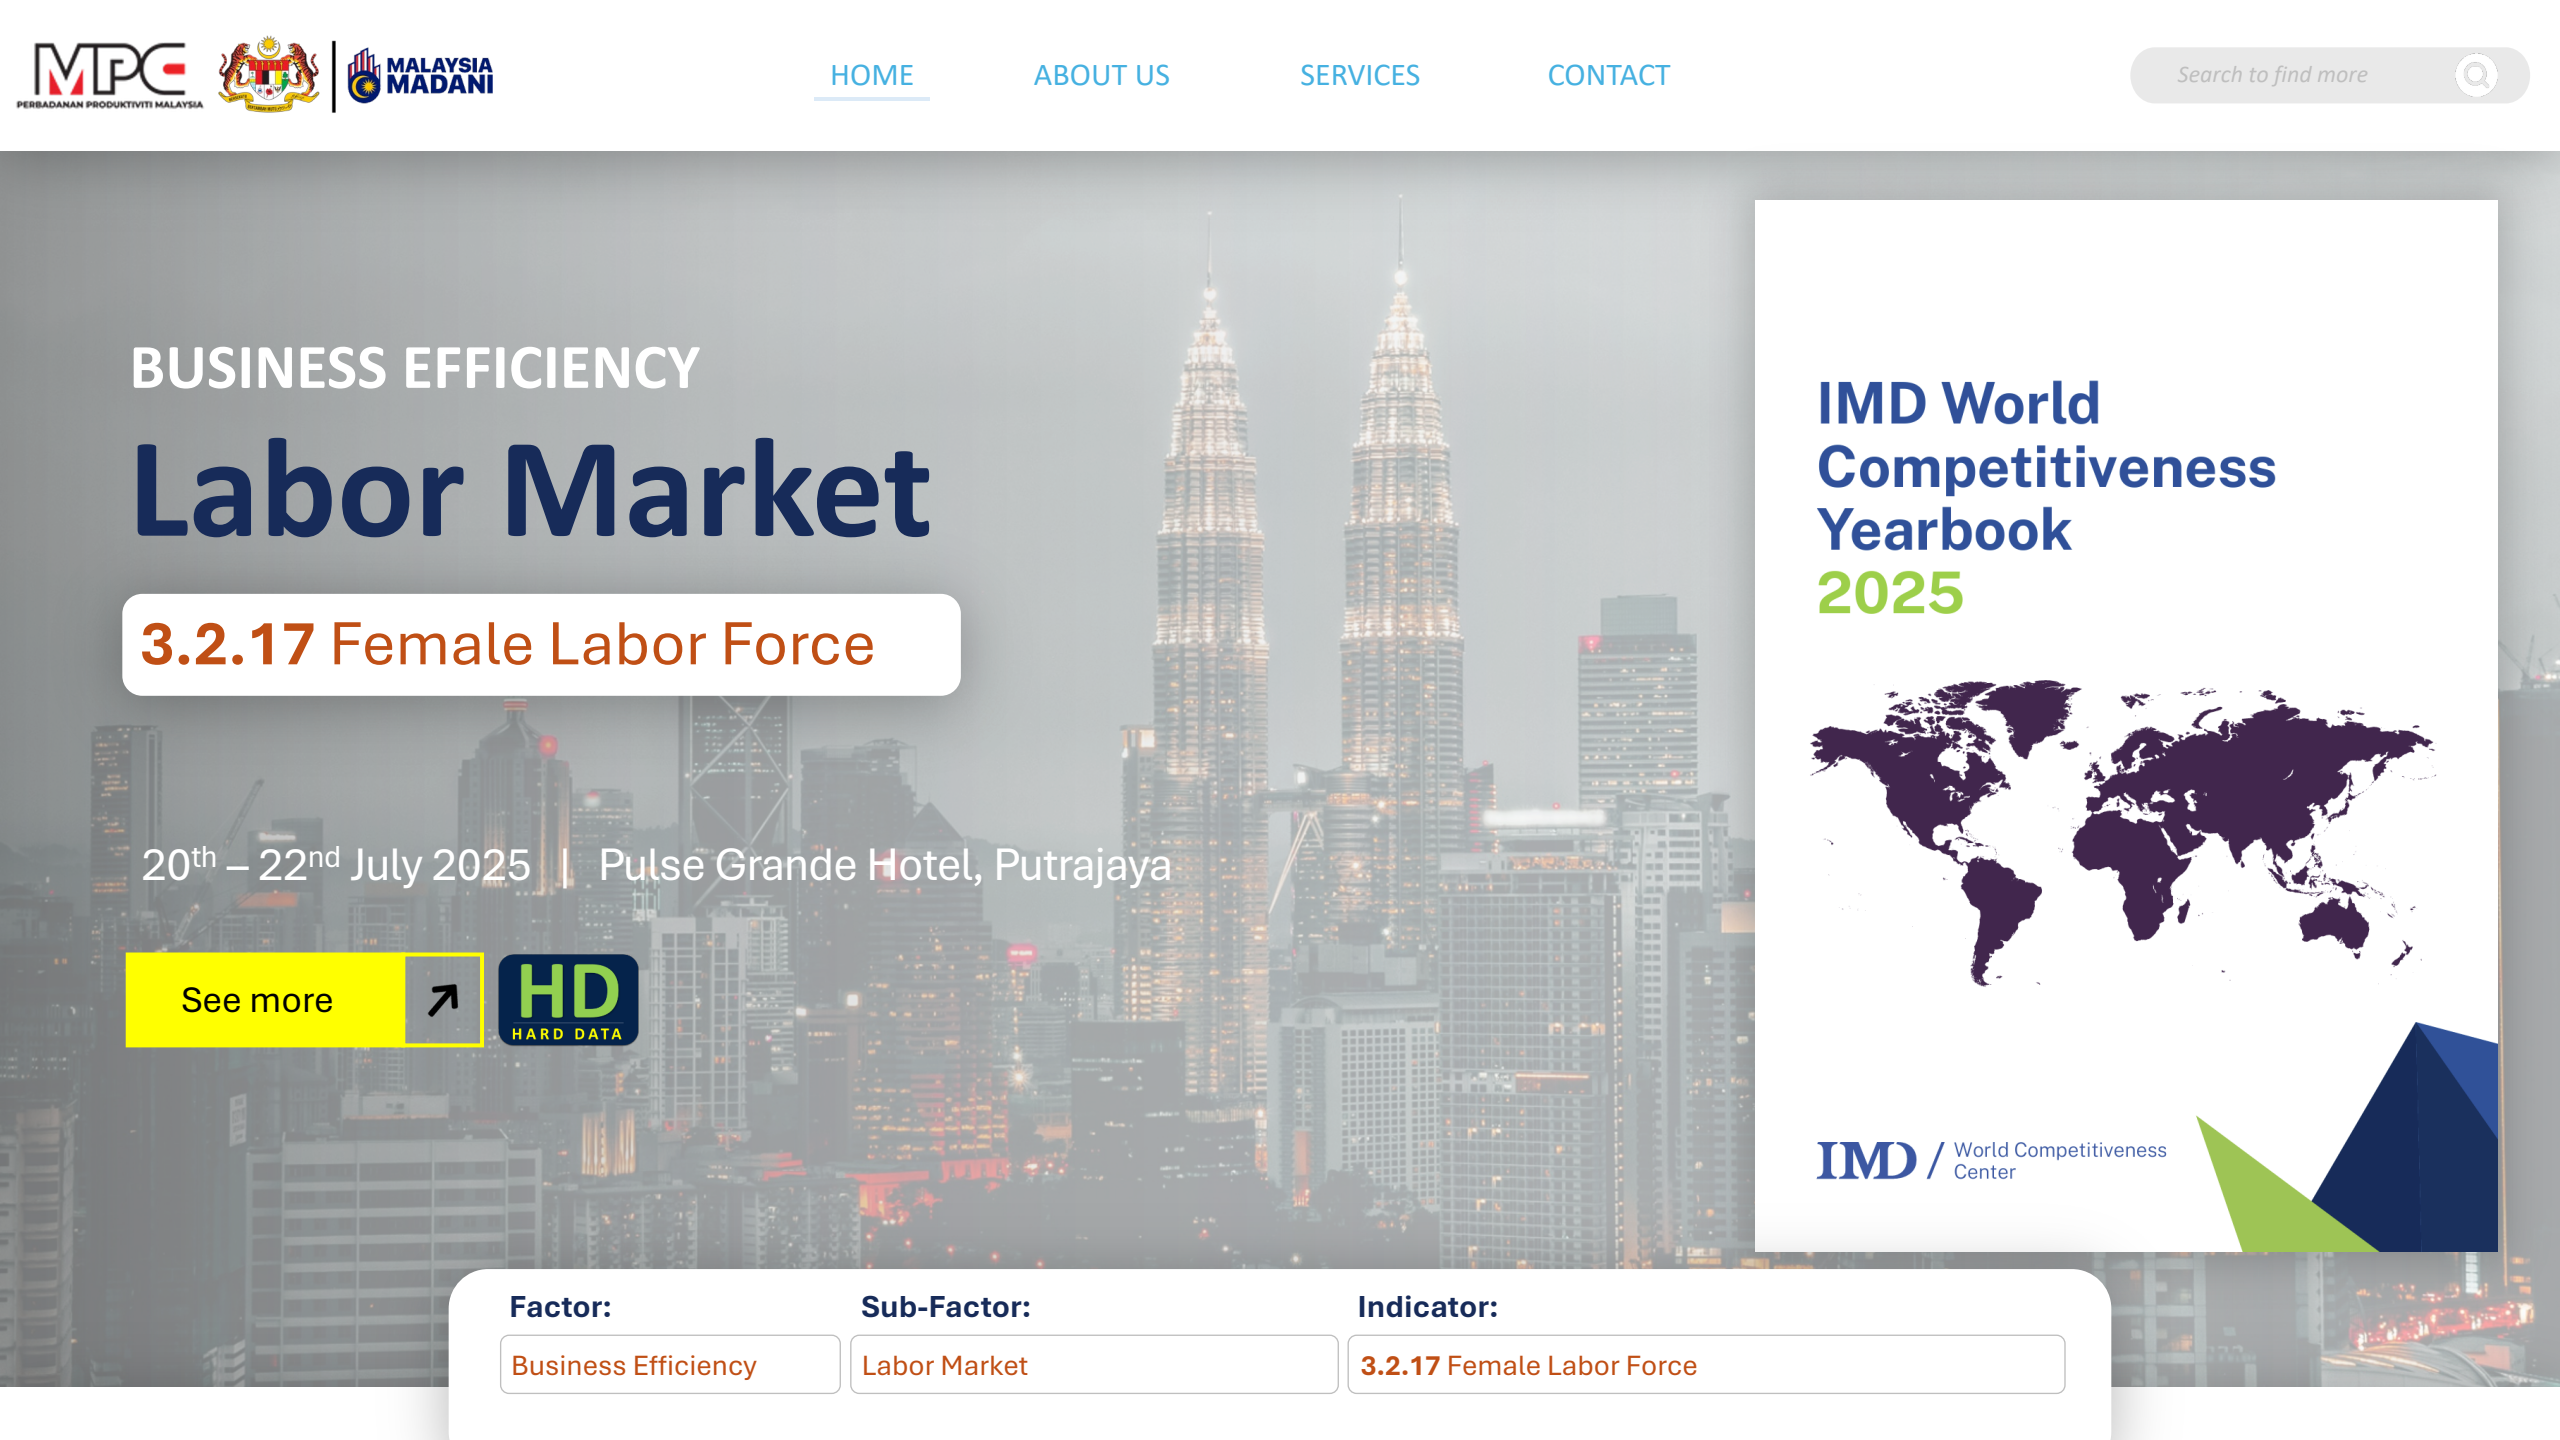 MPC
PERBADANAN PRODUKTIVITI MALAYSIA
MALAYSIA
MADANI
HOME
ABOUT US
SERVICES
CONTACT
Search to find more
BUSINESS EFFICIENCY
Labor Market
3.2.17 Female Labor Force
20th – 22nd July 2025 | Pulse Grande Hotel, Putrajaya
See more
HD
HARD DATA
IMD World
Competitiveness
Yearbook
2025
IMD / World Competitiveness
Center
Factor:
Sub-Factor:
Indicator:
Business Efficiency
Labor Market
3.2.17 Female Labor Force